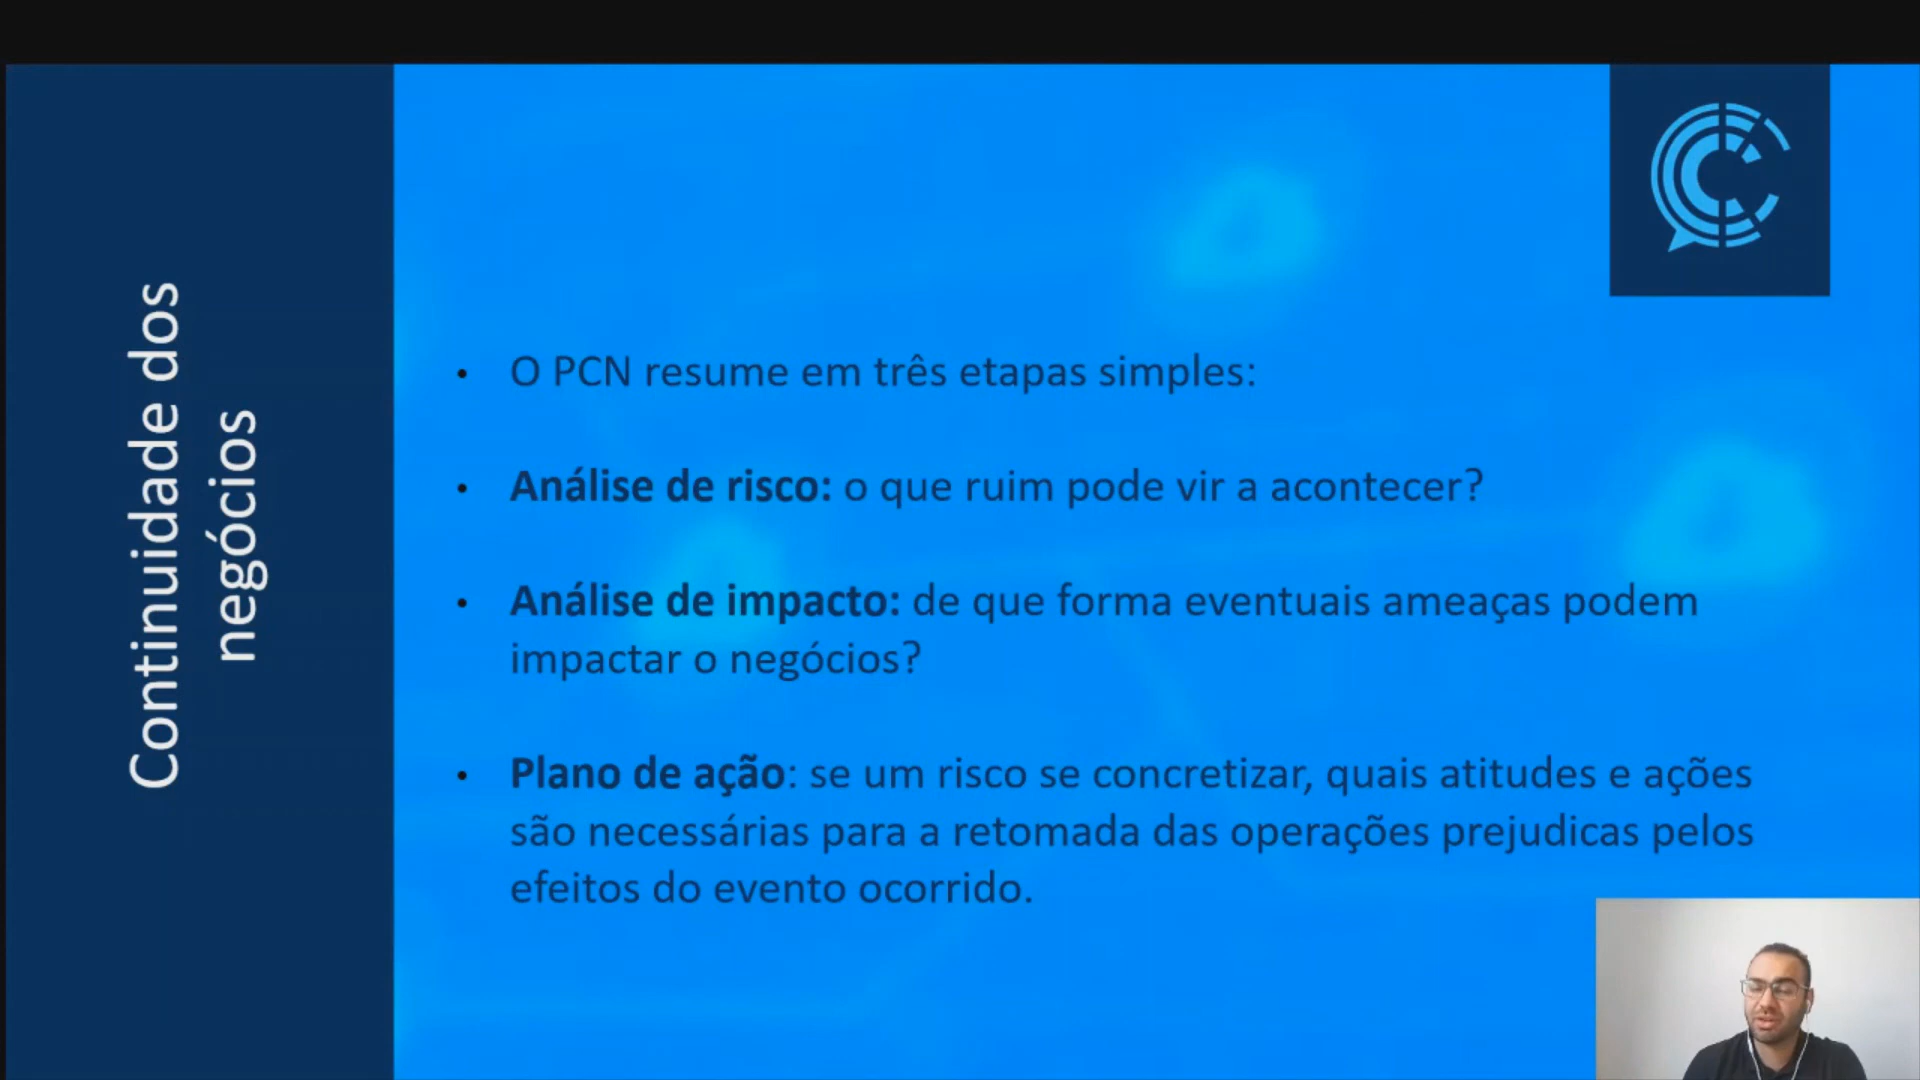 Continuidade dos
negócios
• O PCN resume em três etapas simples:
• Análise de risco: o que ruim pode vir a acontecer?
• Análise de impacto: de que forma eventuais ameaças podem
impactar o negócios?
• Plano de ação: se um risco se concretizar, quais atitudes e ações
são necessárias para a retomada das operações prejudicas pelos
efeitos do evento ocorrido.